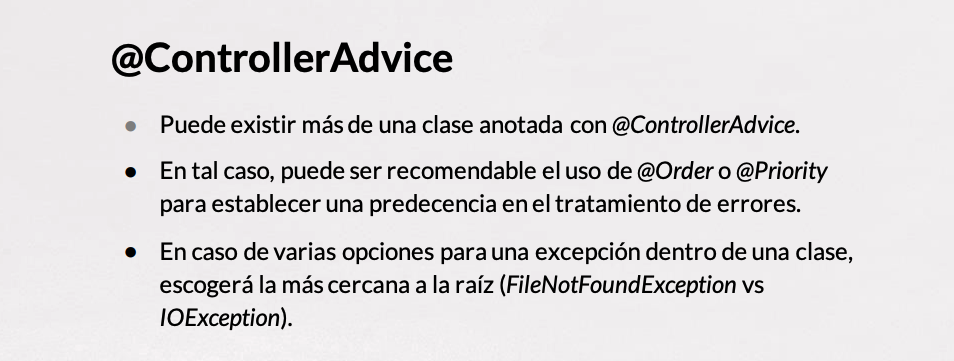 @ControllerAdvice
● Puede existir más de una clase anotada con @ControllerAdvice.
● En tal caso, puede ser recomendable el uso de @Order o @Priority
para establecer una predecencia en el tratamiento de errores.
● En caso de varias opciones para una excepción dentro de una clase,
escogerá la más cercana a la raíz (FileNotFoundException vs
IOException).